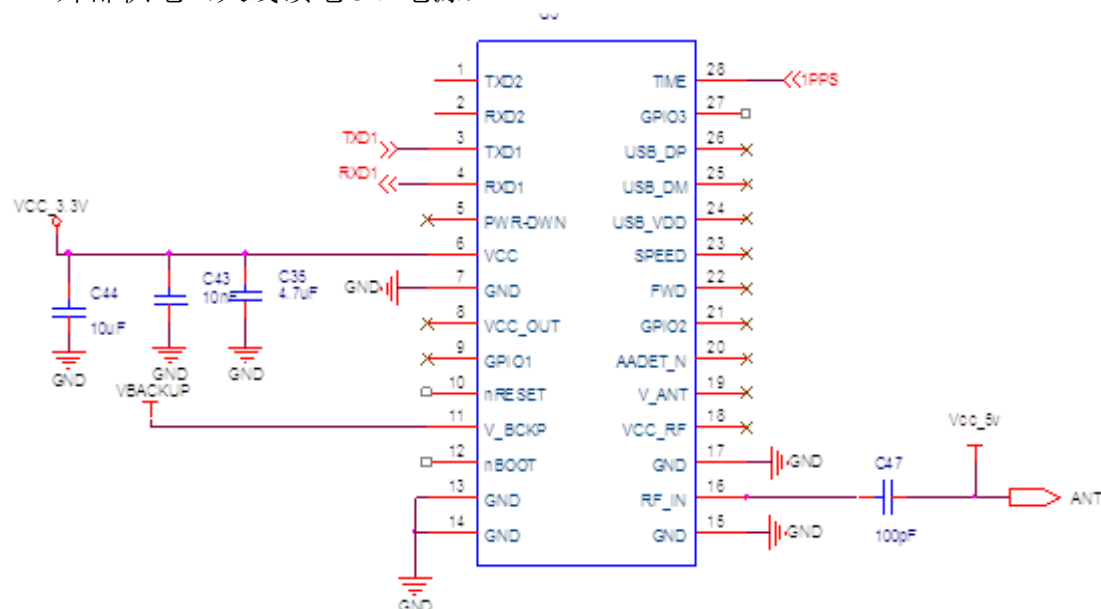 1 TXD2 TIME 28 1PPS
2 RXD2 GPIO3 27
TXD1 3 TXD1 USB_DP 26
RXD1 4 RXD1 USB_DM 25
VCC_3.3V 5 PWR-DWN USB_VDD 24
6 VCC SPEED 23
C44 10uF GND
C43 10nF GND
C35 4.7uF GND
GND 7 GND FWD 22
8 VCC_OUT GPIO2 21
9 GPIO1 AADET_N 20
10 nRESET V_ANT 19
VBACKUP 11 V_BCKP VCC_RF 18
12 nBOOT GND 17 GND
13 GND RF_IN 16 C47 100pF Vcc_5v ANT
14 GND GND 15 GND
GND